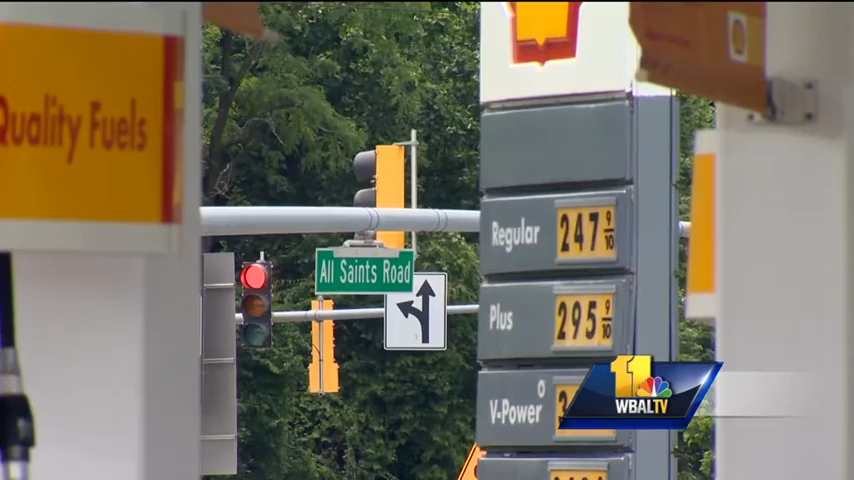 Quality Fuels
All Saints Road
Regular 247 9/10
Plus 295 9/10
V-Power
11
WBALTV